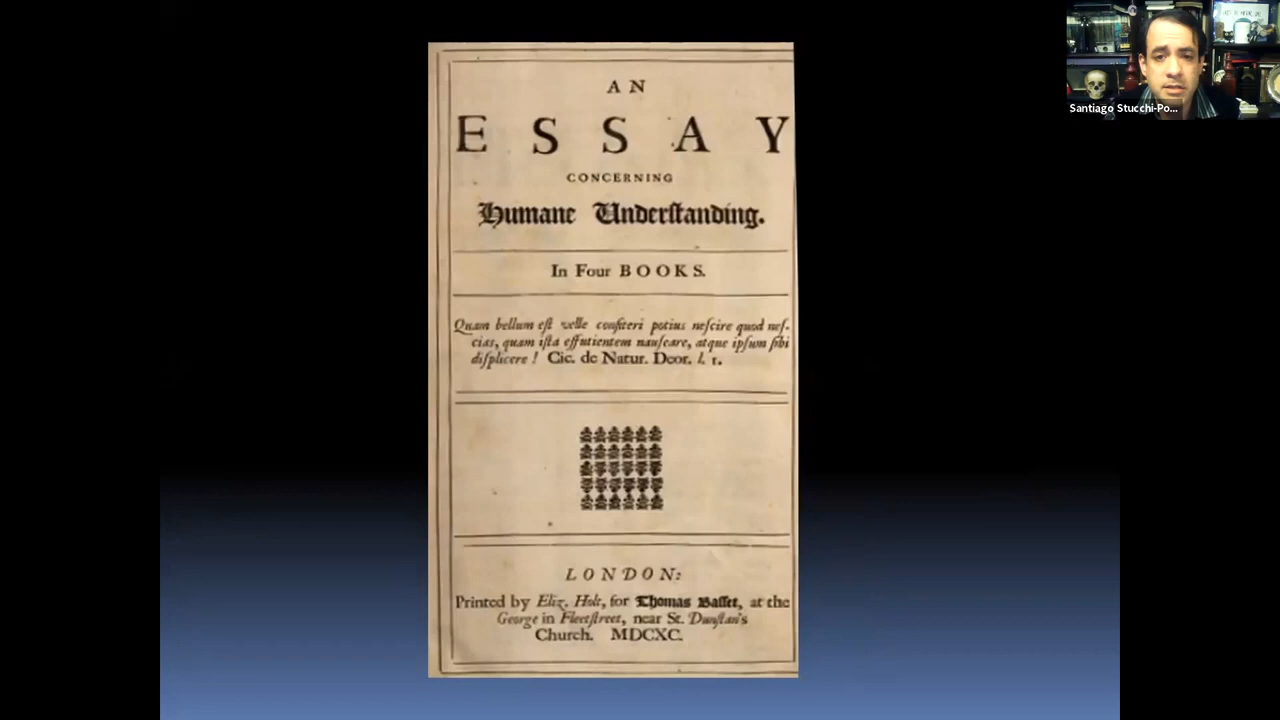 AN
ESSAY
CONCERNING
Humane Understanding.
In Four BOOKS.
Quam bellum eſt velle confiteri potius neſcire quod neſ-
cias, quam iſta effutientem nauſeare, atque ipſum ſibi
diſplicere! Cic. de Natur. Deor. l. 1.
LONDON:
Printed by Eliz. Holt, for Thomas Baſſet, at the
George in Fleetſtreet, near St. Dunſtan's
Church. MDCXC.
Santiago Stucchi-Po...